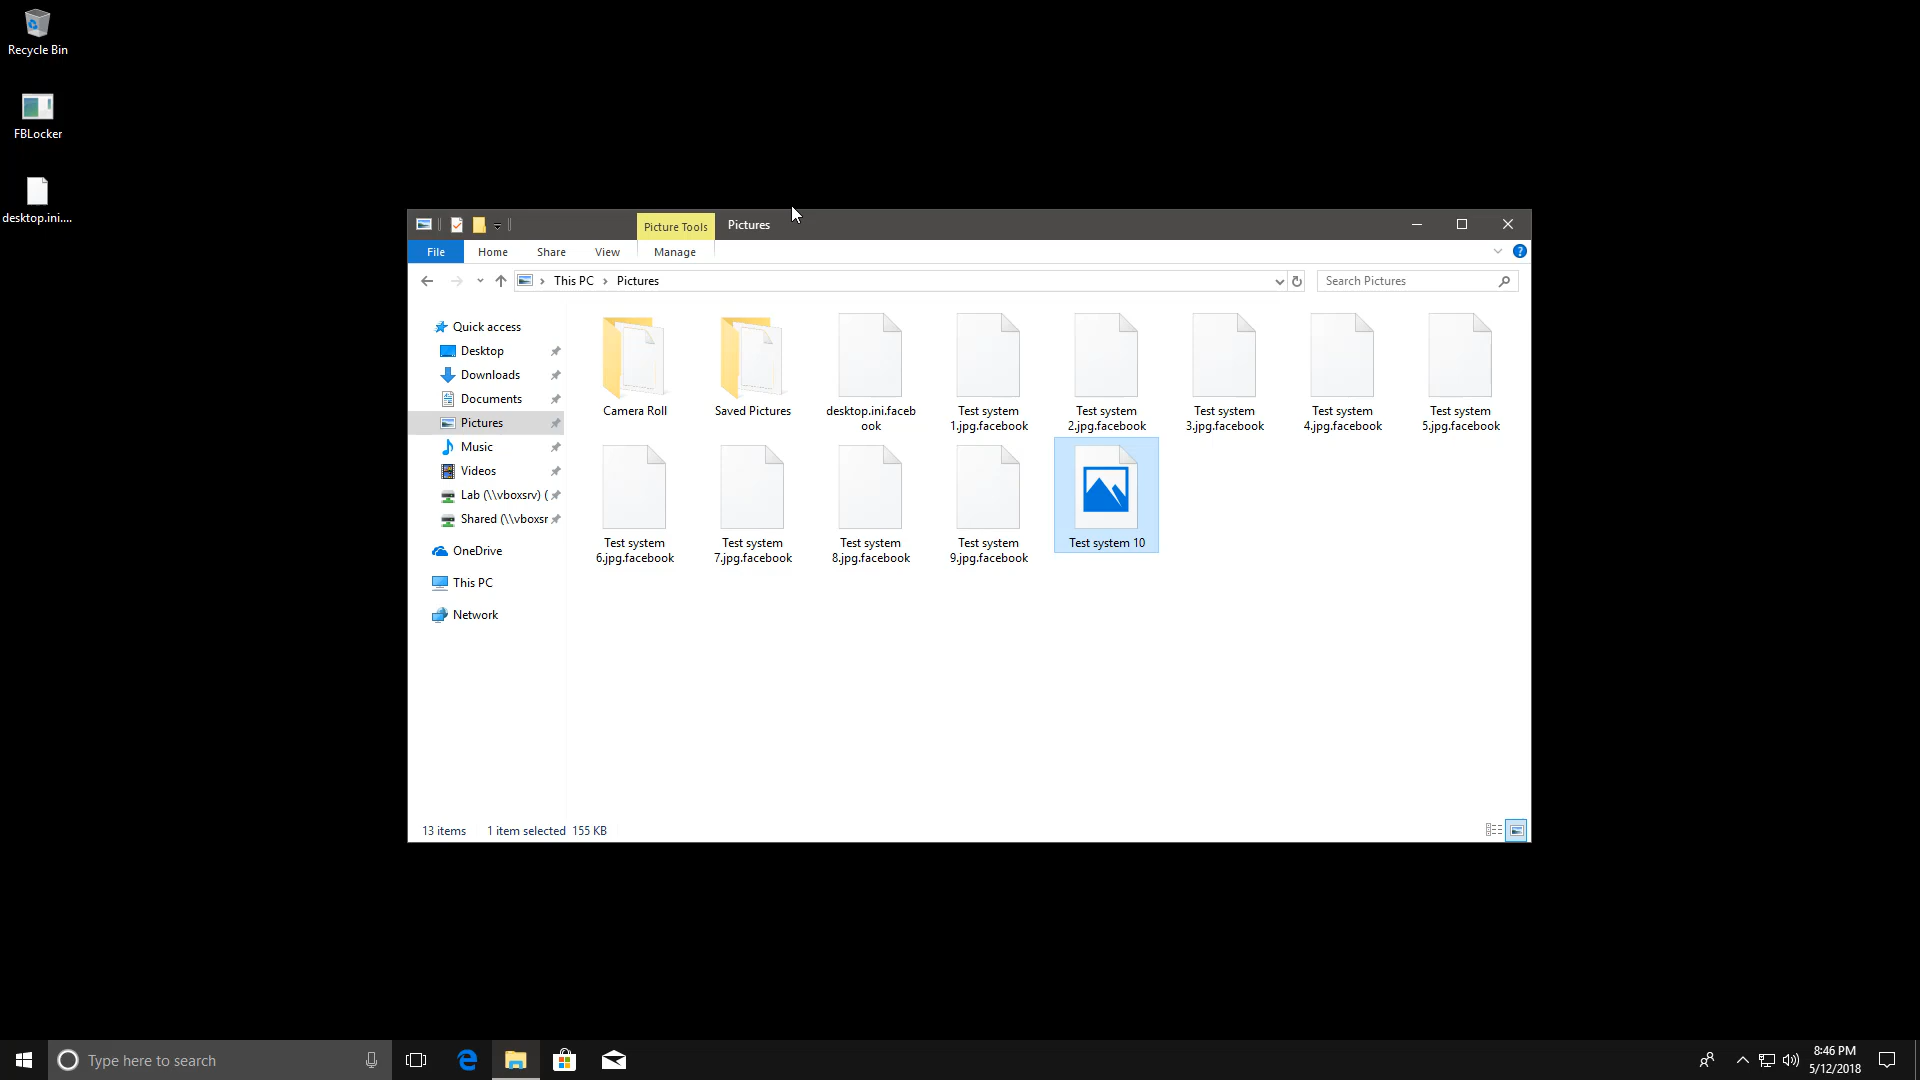 Recycle Bin
FBLocker
desktop.ini....
Picture Tools
Pictures
File
Home
Share
View
Manage
This PC
Pictures
Search Pictures
Quick access
Desktop
Downloads
Documents
Pictures
Music
Videos
Lab (\\vboxsrv) (
Shared (\\vboxsr
OneDrive
This PC
Network
Camera Roll
Saved Pictures
desktop.ini.faceb
ook
Test system
1.jpg.facebook
Test system
2.jpg.facebook
Test system
3.jpg.facebook
Test system
4.jpg.facebook
Test system
5.jpg.facebook
Test system
6.jpg.facebook
Test system
7.jpg.facebook
Test system
8.jpg.facebook
Test system
9.jpg.facebook
Test system 10
13 items
1 item selected 155 KB
Type here to search
8:46 PM
5/12/2018